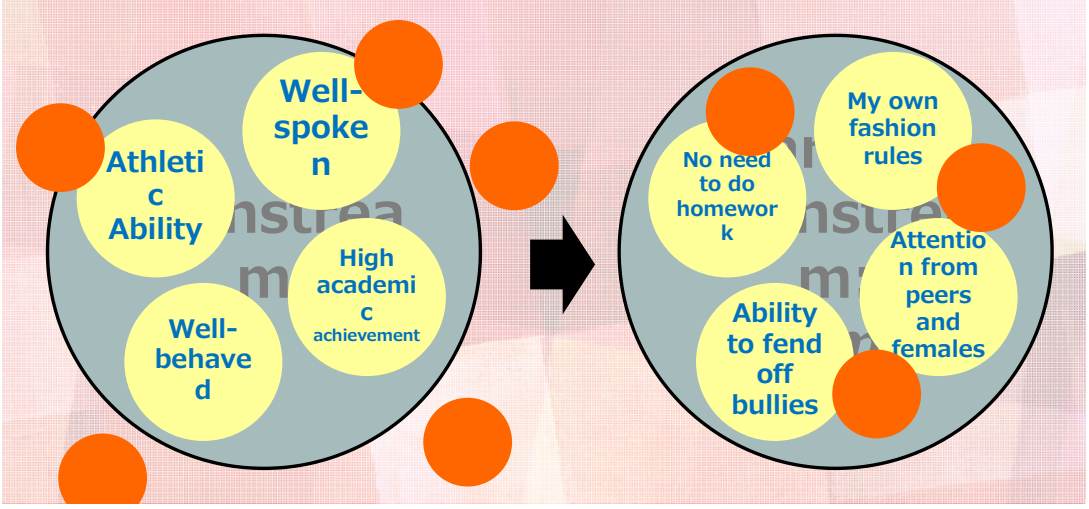 Well-
spoke
n
Athleti
c
Ability
High
academi
c
achievement
Well-
behave
d
My own
fashion
rules
No need
to do
homewor
k
Attentio
n from
peers
and
females
Ability
to fend
off
bullies